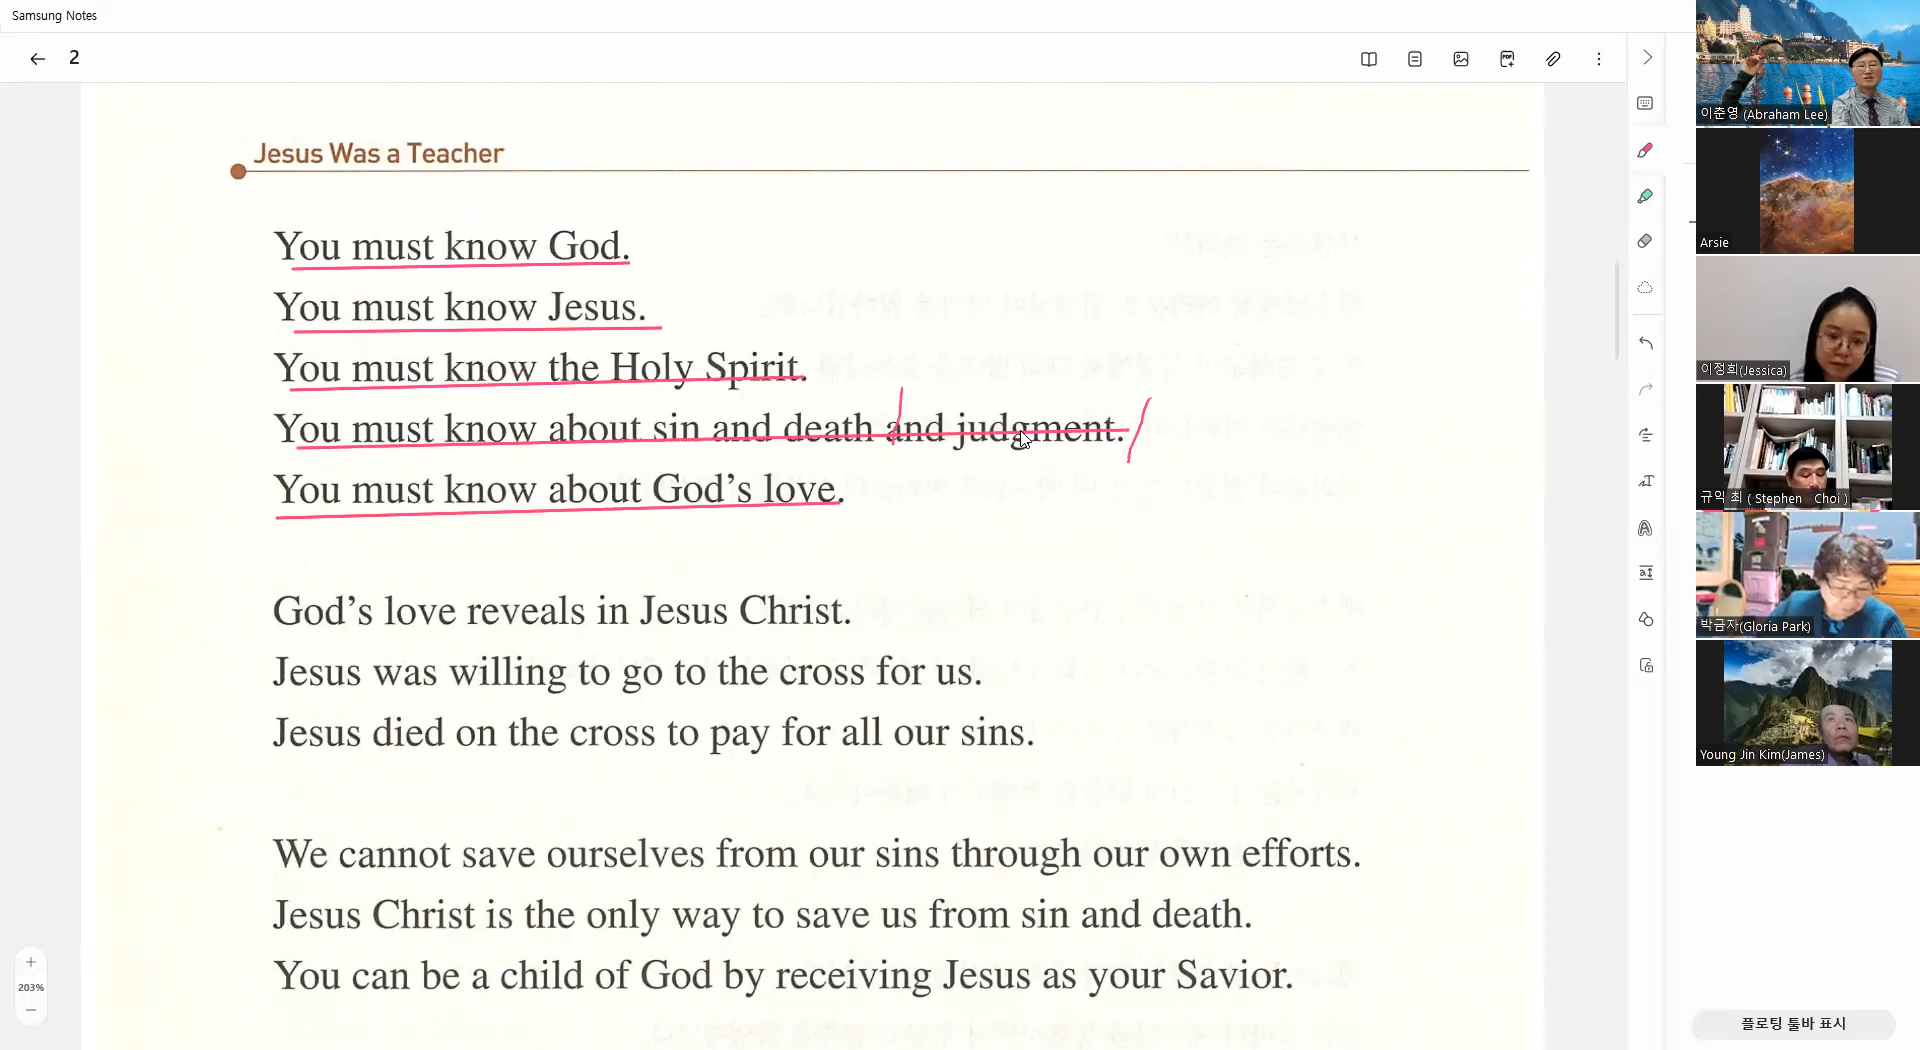 Samsung Notes
2
Jesus Was a Teacher
You must know God.
You must know Jesus.
You must know the Holy Spirit.
You must know about sin and death and judgment.
You must know about God’s love.
God’s love reveals in Jesus Christ.
Jesus was willing to go to the cross for us.
Jesus died on the cross to pay for all our sins.
We cannot save ourselves from our sins through our own efforts.
Jesus Christ is the only way to save us from sin and death.
You can be a child of God by receiving Jesus as your Savior.
203%
이춘영 (Abraham Lee)
Arsie
이정희(Jessica)
규익 최 ( Stephen Choi )
박금자(Gloria Park)
Young Jin Kim(James)
플로팅 툴바 표시